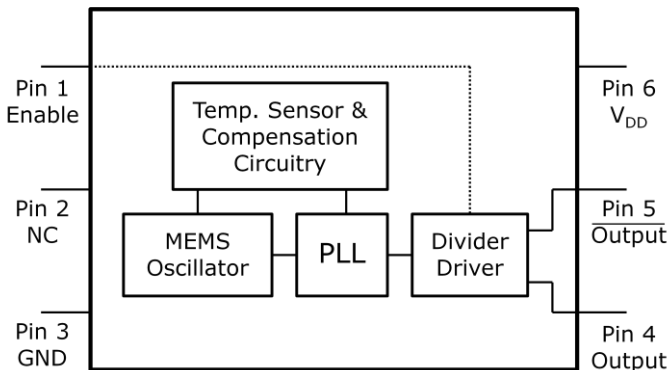 Pin 1
Enable
Pin 2
NC
Pin 3
GND
Temp. Sensor &
Compensation
Circuitry
MEMS
Oscillator
PLL
Divider
Driver
Pin 6
V_DD
Pin 5
Output
Pin 4
Output